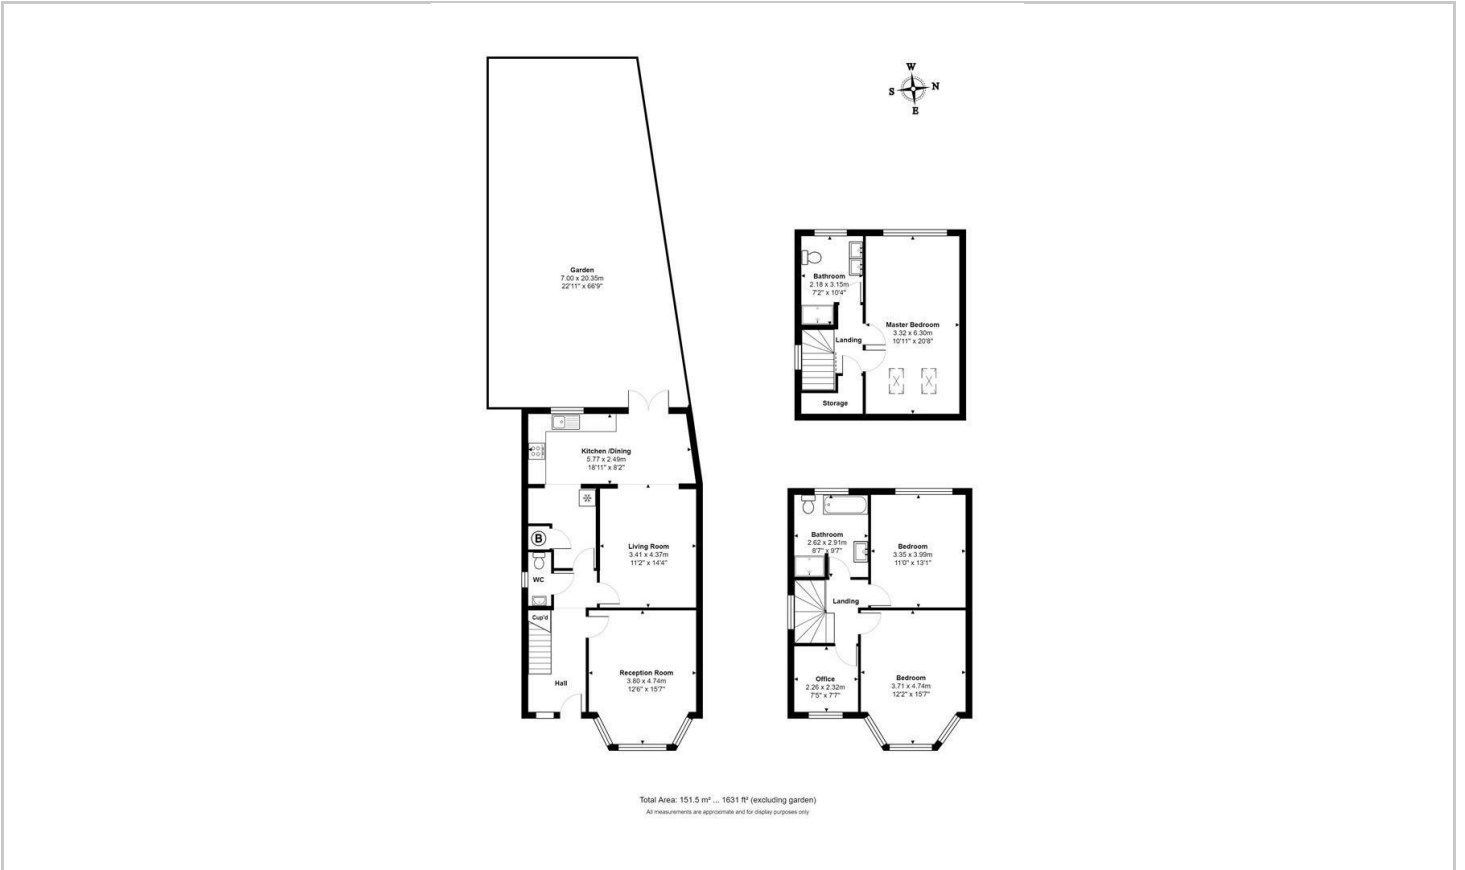 W
S
N
E
Garden
7.00 x 20.35m
22'11" x 66'9"
Kitchen /Dining
5.77 x 2.49m
18'11" x 8'2"
B
Living Room
3.41 x 4.37m
11'2" x 14'4"
WC
Cup'd
Hall
Reception Room
3.80 x 4.74m
12'6" x 15'7"
Bathroom
2.18 x 3.15m
7'2" x 10'4"
Landing
Master Bedroom
3.32 x 6.30m
10'11" x 20'8"
Storage
Bathroom
2.62 x 2.91m
8'7" x 9'7"
Bedroom
3.35 x 3.99m
11'0" x 13'1"
Landing
Office
2.26 x 2.32m
7'5" x 7'7"
Bedroom
3.71 x 4.74m
12'2" x 15'7"
Total Area: 151.5 m² ... 1631 ft² (excluding garden)
All measurements are approximate and for display purposes only